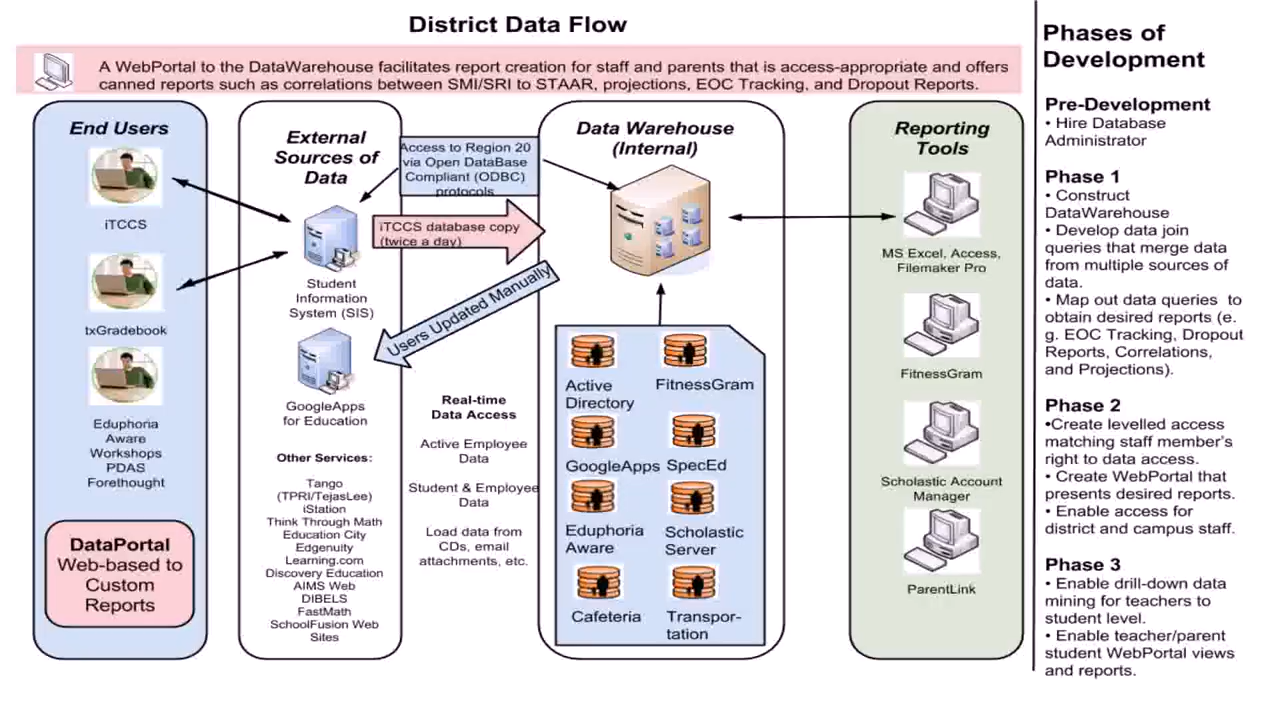 District Data Flow
A WebPortal to the DataWarehouse facilitates report creation for staff and parents that is access-appropriate and offers
canned reports such as correlations between SMI/SRI to STAAR, projections, EOC Tracking, and Dropout Reports.
End Users
iTCCS
txGradebook
Eduphoria
Aware
Workshops
PDAS
Forethought
DataPortal
Web-based to
Custom
Reports
External
Sources of
Data
Student
Information
System (SIS)
GoogleApps
for Education
Other Services:
Tango
(TPRI/TejasLee)
iStation
Think Through Math
Education City
Edgenuity
Learning.com
Discovery Education
AIMS Web
DIBELS
FastMath
SchoolFusion Web
Sites
Access to Region 20
via Open DataBase
Compliant (ODBC)
protocols
iTCCS database copy
(twice a day)
Users Updated Manually
Real-time
Data Access
Active Employee
Data
Student & Employee
Data
Load data from
CDs, email
attachments, etc.
Data Warehouse
(Internal)
Active
Directory
FitnessGram
GoogleApps
SpecEd
Eduphoria
Aware
Scholastic
Server
Cafeteria
Transpor-
tation
Reporting
Tools
MS Excel, Access,
Filemaker Pro
FitnessGram
Scholastic Account
Manager
ParentLink
Phases of
Development
Pre-Development
• Hire Database
Administrator
Phase 1
• Construct
DataWarehouse
• Develop data join
queries that merge data
from multiple sources of
data.
• Map out data queries to
obtain desired reports (e.
g. EOC Tracking, Dropout
Reports, Correlations,
and Projections).
Phase 2
•Create levelled access
matching staff member's
right to data access.
• Create WebPortal that
presents desired reports.
• Enable access for
district and campus staff.
Phase 3
• Enable drill-down data
mining for teachers to
student level.
• Enable teacher/parent
student WebPortal views
and reports.